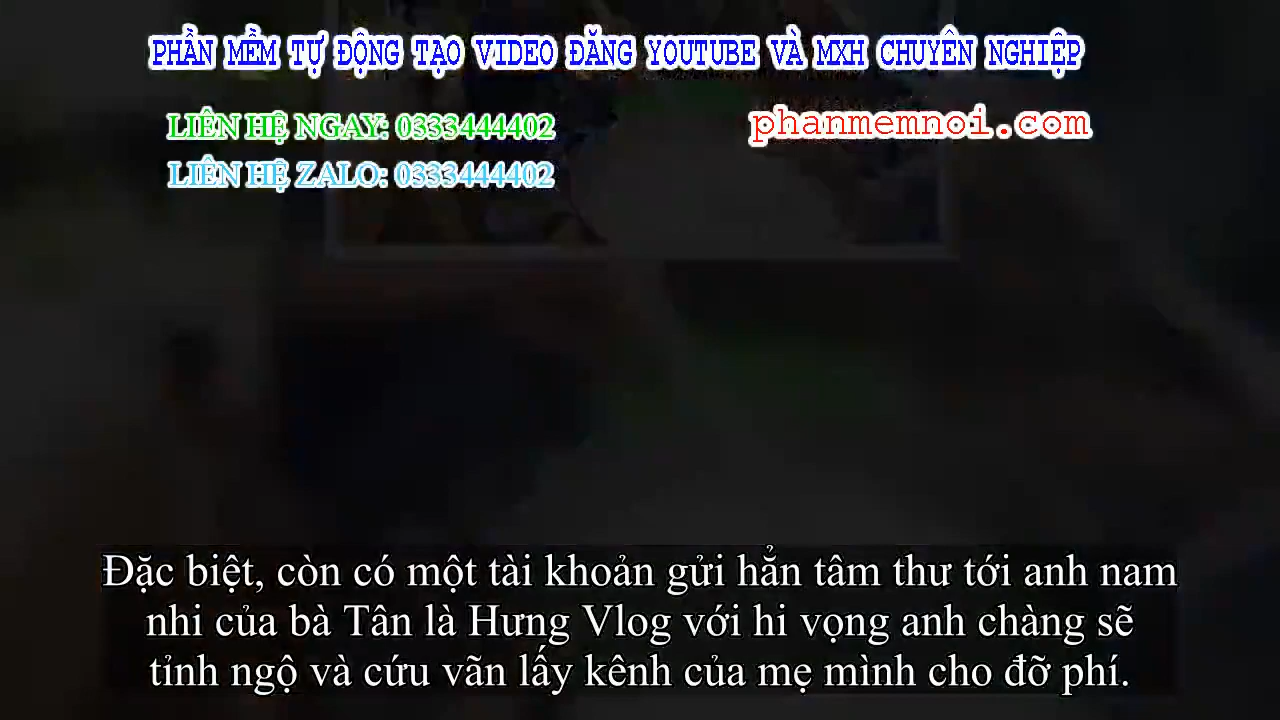 PHẦN MỀM TỰ ĐỘNG TẠO VIDEO ĐĂNG YOUTUBE VÀ MXH CHUYÊN NGHIỆP
LIÊN HỆ NGAY: 0333444402
phanmemnoi.com
LIÊN HỆ ZALO: 0333444402
Đặc biệt, còn có một tài khoản gửi hẳn tâm thư tới anh nam
nhi của bà Tân là Hưng Vlog với hi vọng anh chàng sẽ
tỉnh ngộ và cứu vãn lấy kênh của mẹ mình cho đỡ phí.